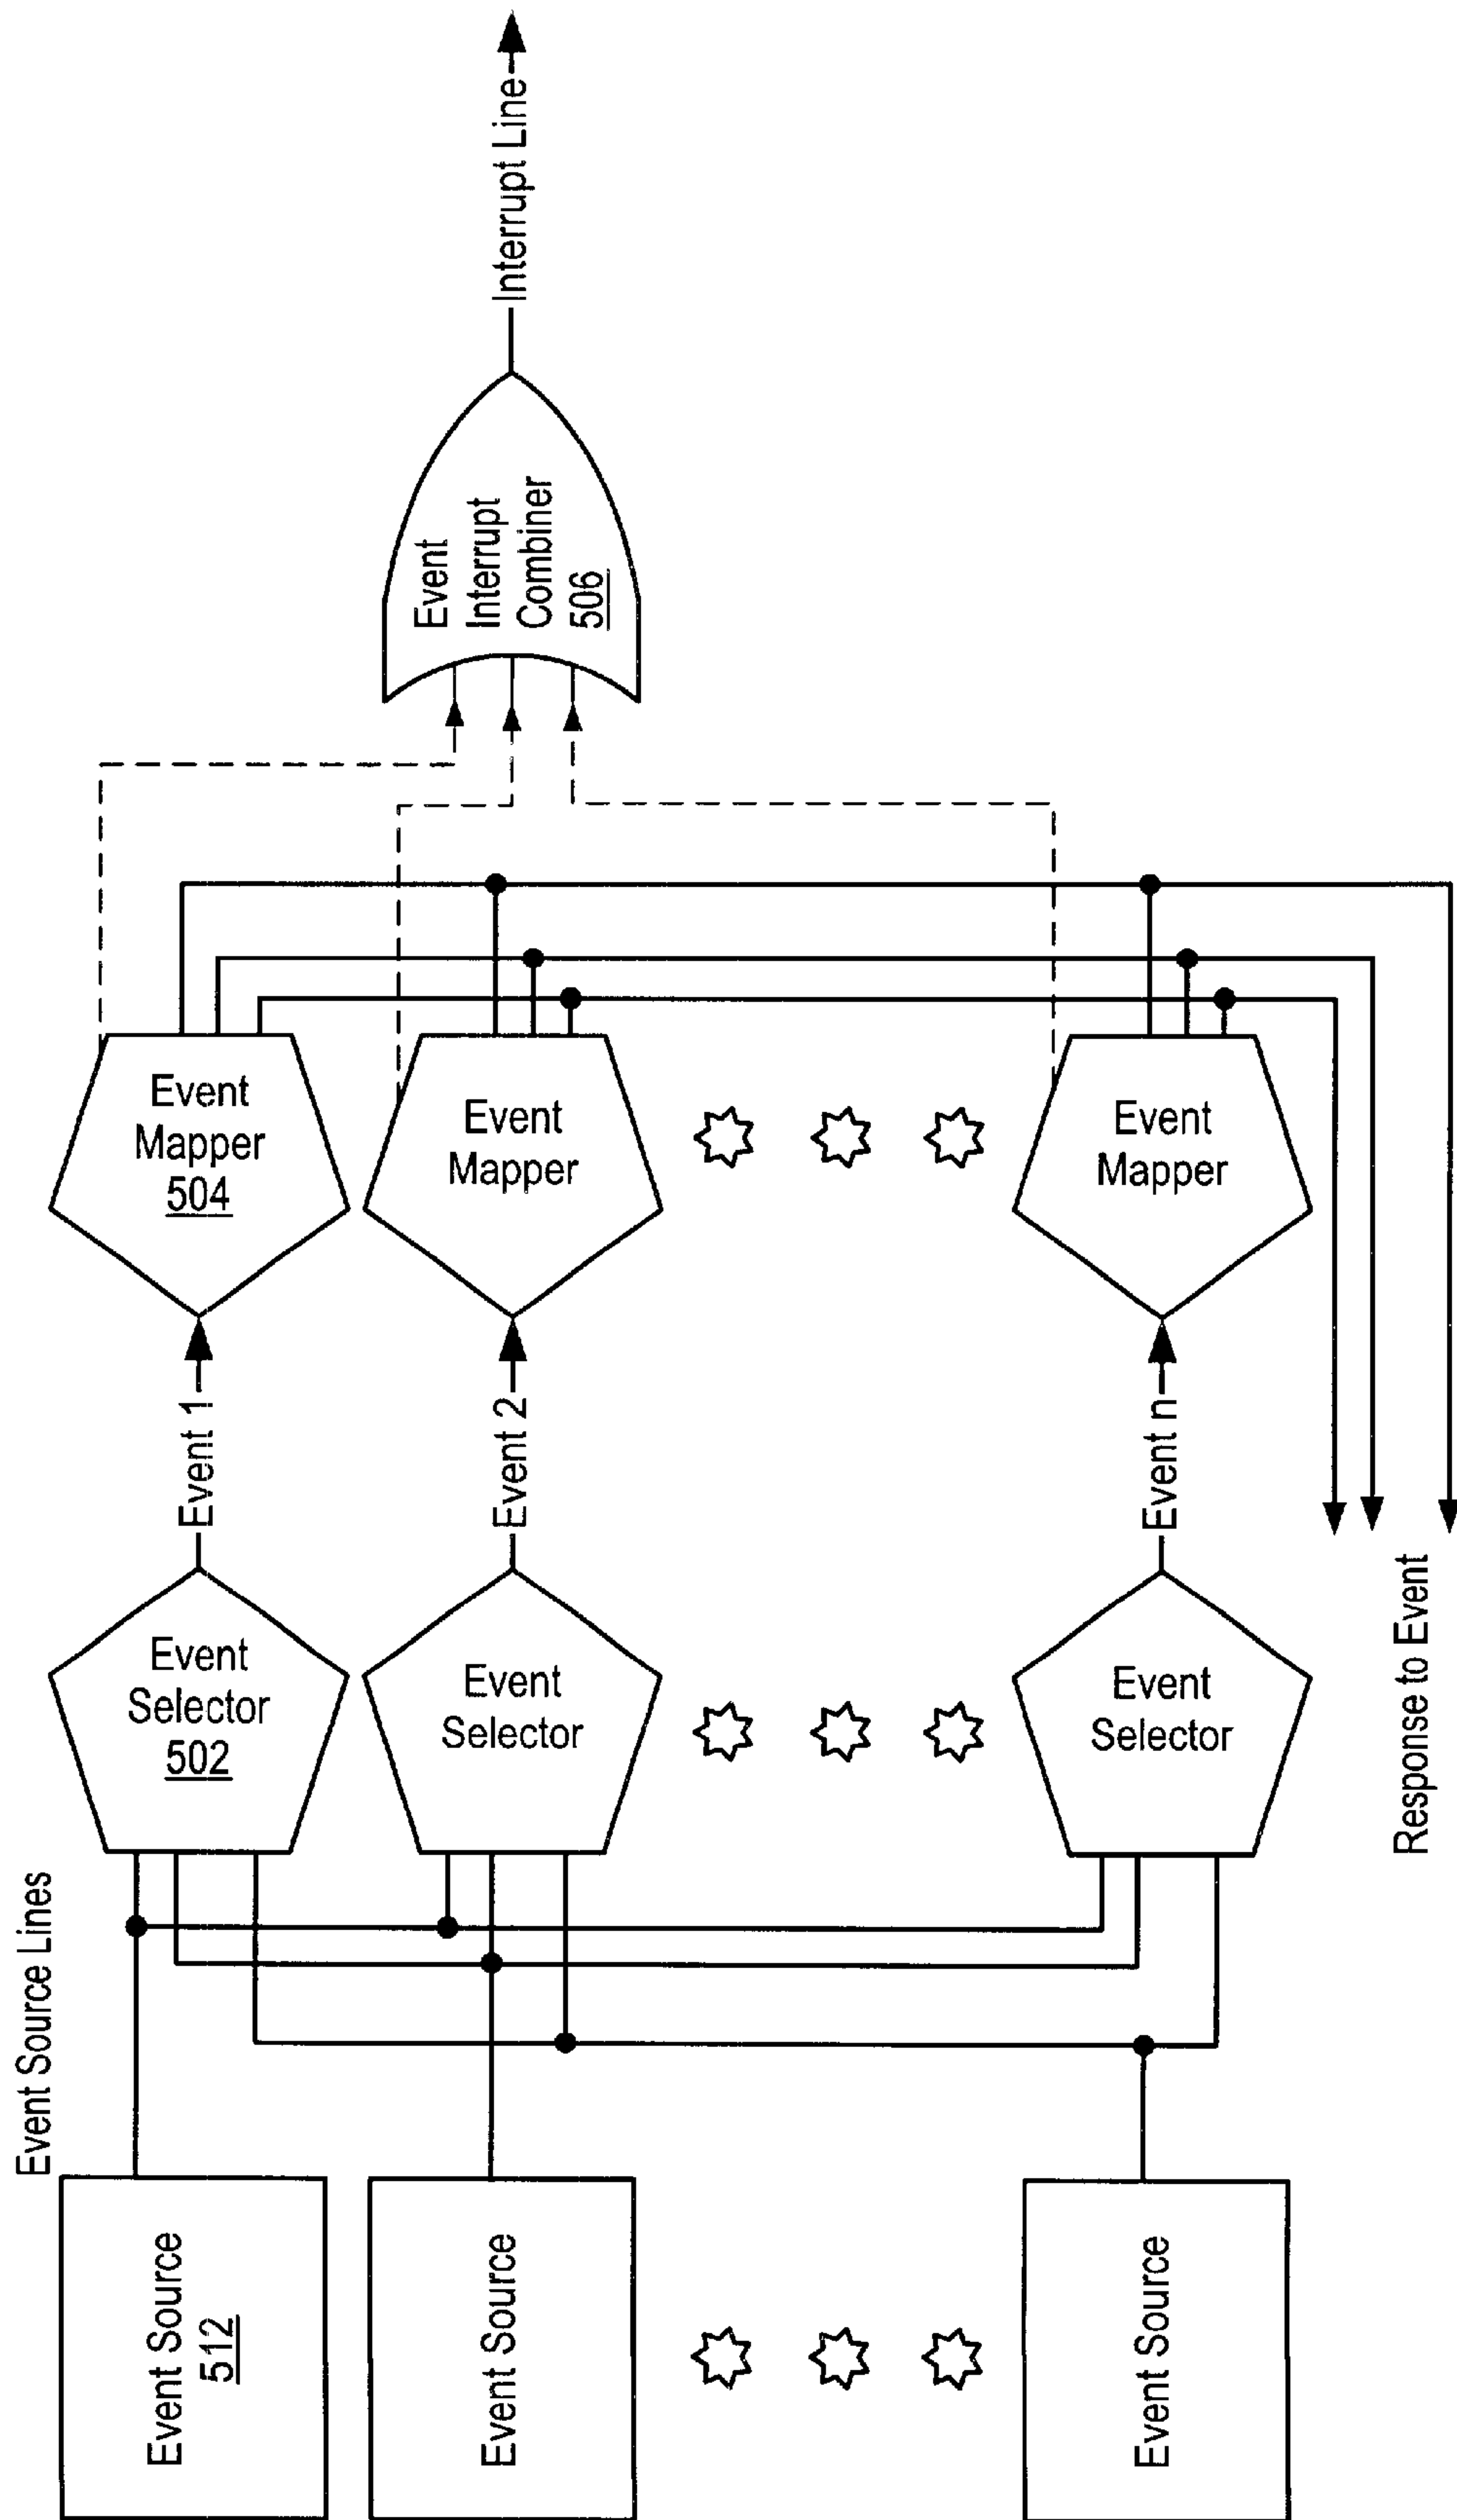 Event Source Lines
Event Source
512
Event Source
Event Source
Event
Selector
502
Event
Selector
Event
Selector
Event 1
Event 2
Event n
Event
Mapper
504
Event
Mapper
Event
Mapper
Response to Event
Event
Interrupt
Combiner
506
Interrupt Line